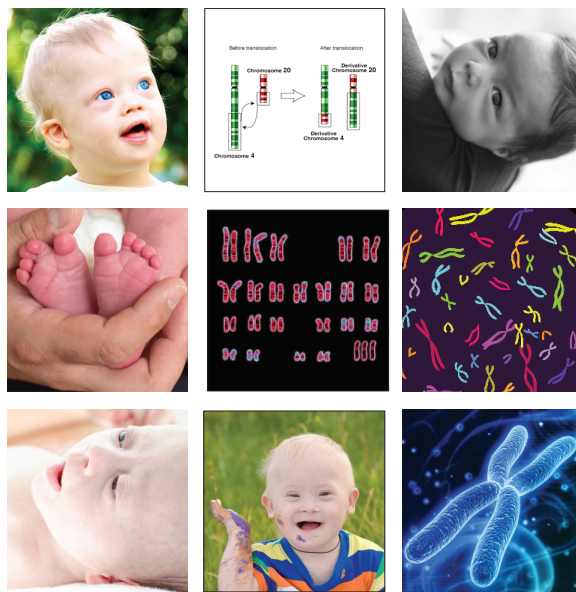 Before translocation
After translocation
Chromosome 20
Derivative
Chromosome 20
Derivative
Chromosome 4
Chromosome 4